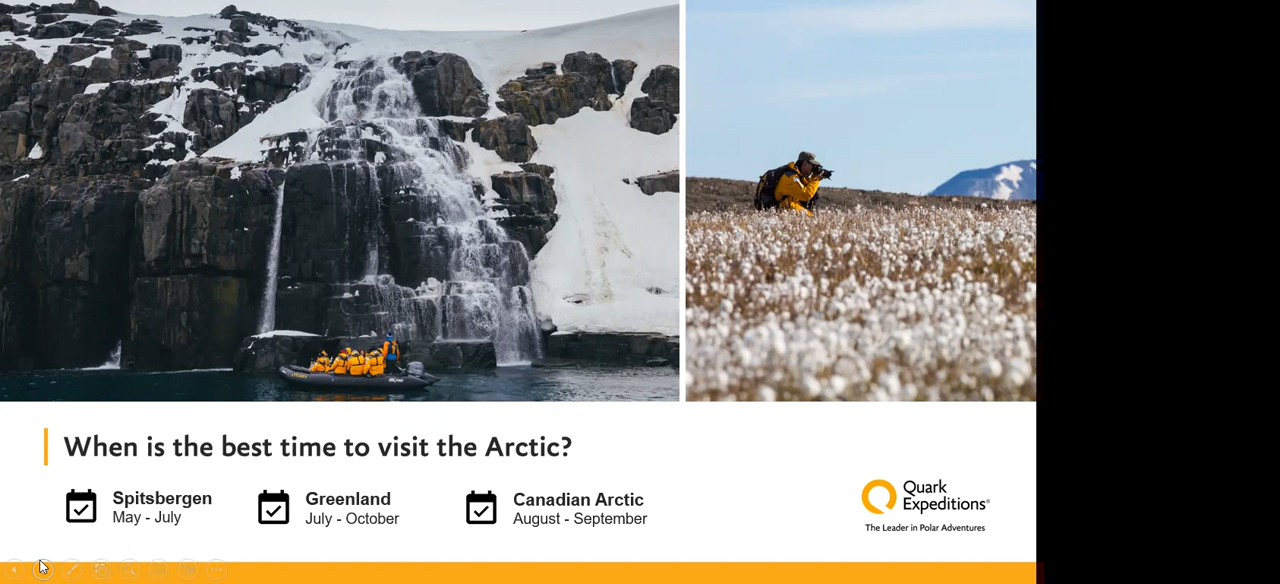 When is the best time to visit the Arctic?
Spitsbergen
May - July
Greenland
July - October
Canadian Arctic
August - September
Quark
Expeditions®
The Leader in Polar Adventures